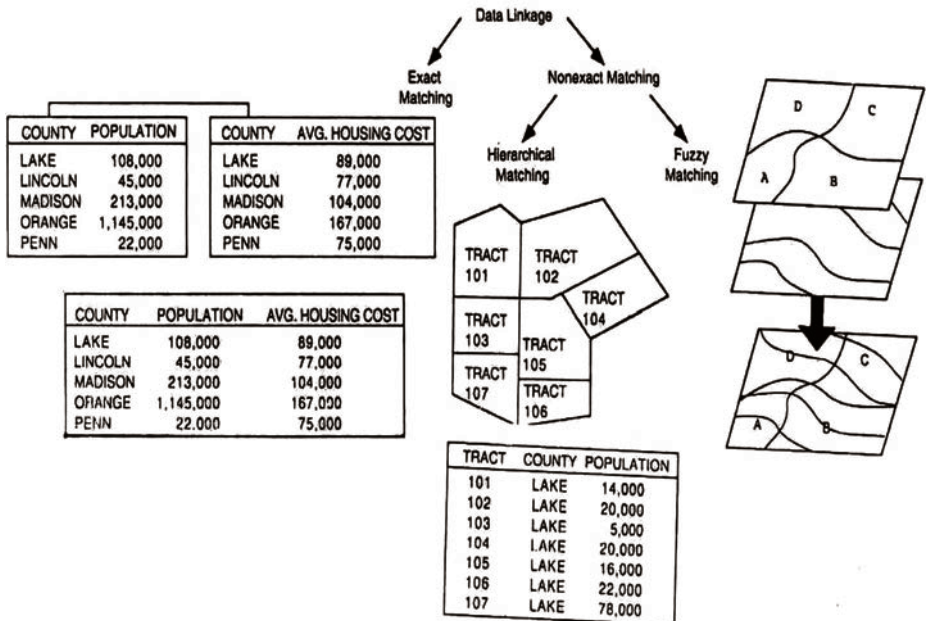 Data Linkage
Exact Matching
Nonexact Matching
Hierarchical Matching
Fuzzy Matching
COUNTY POPULATION
LAKE 108,000
LINCOLN 45,000
MADISON 213,000
ORANGE 1,145,000
PENN 22,000
COUNTY AVG. HOUSING COST
LAKE 89,000
LINCOLN 77,000
MADISON 104,000
ORANGE 167,000
PENN 75,000
COUNTY POPULATION AVG. HOUSING COST
LAKE 108,000 89,000
LINCOLN 45,000 77,000
MADISON 213,000 104,000
ORANGE 1,145,000 167,000
PENN 22.000 75,000
TRACT 101
TRACT 102
TRACT 103
TRACT 104
TRACT 105
TRACT 106
TRACT 107
TRACT COUNTY POPULATION
101 LAKE 14,000
102 LAKE 20,000
103 LAKE 5,000
104 LAKE 20,000
105 LAKE 16,000
106 LAKE 22,000
107 LAKE 78,000
D C
A B
D C
A B